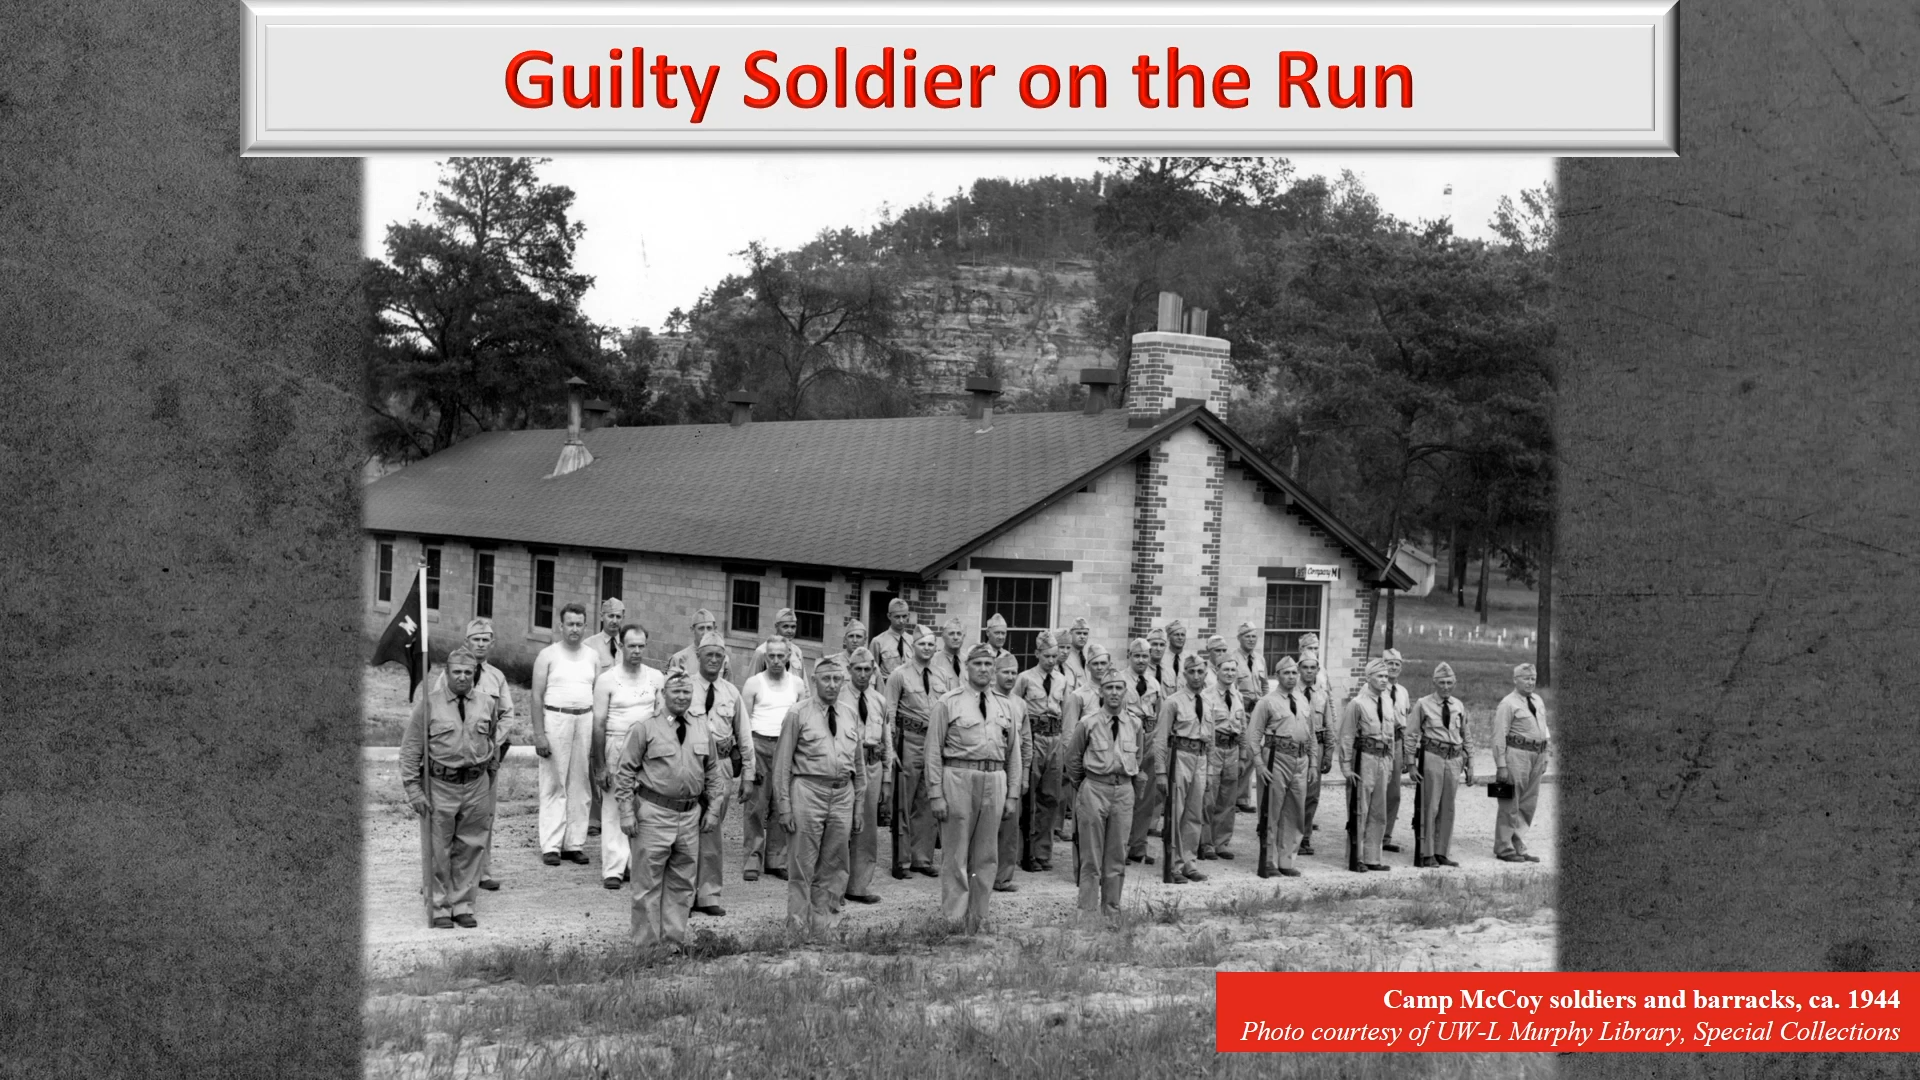 Guilty Soldier on the Run
Company M
M
Camp McCoy soldiers and barracks, ca. 1944
Photo courtesy of UW-L Murphy Library, Special Collections